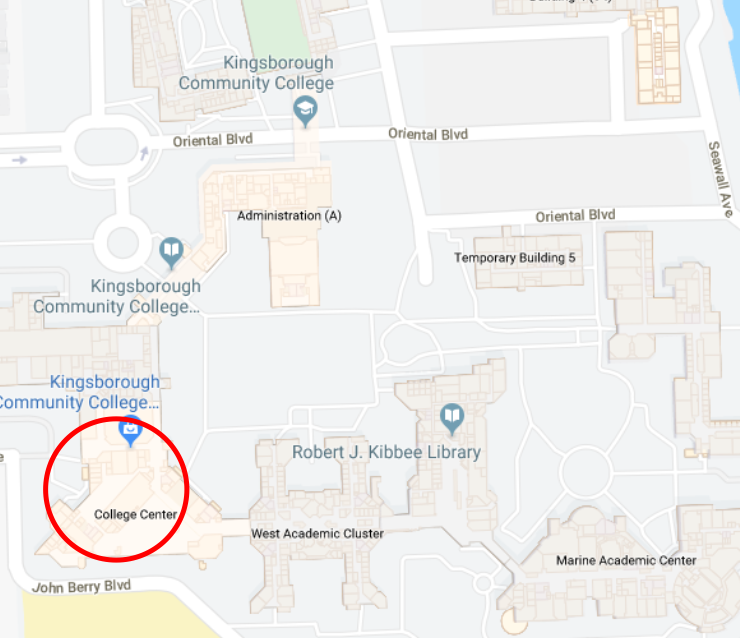 Kingsborough
Community College
Oriental Blvd
Oriental Blvd
Seawall Ave
Administration (A)
Oriental Blvd
Temporary Building 5
Kingsborough
Community College...
Kingsborough
Community College...
Robert J. Kibbee Library
College Center
West Academic Cluster
Marine Academic Center
John Berry Blvd